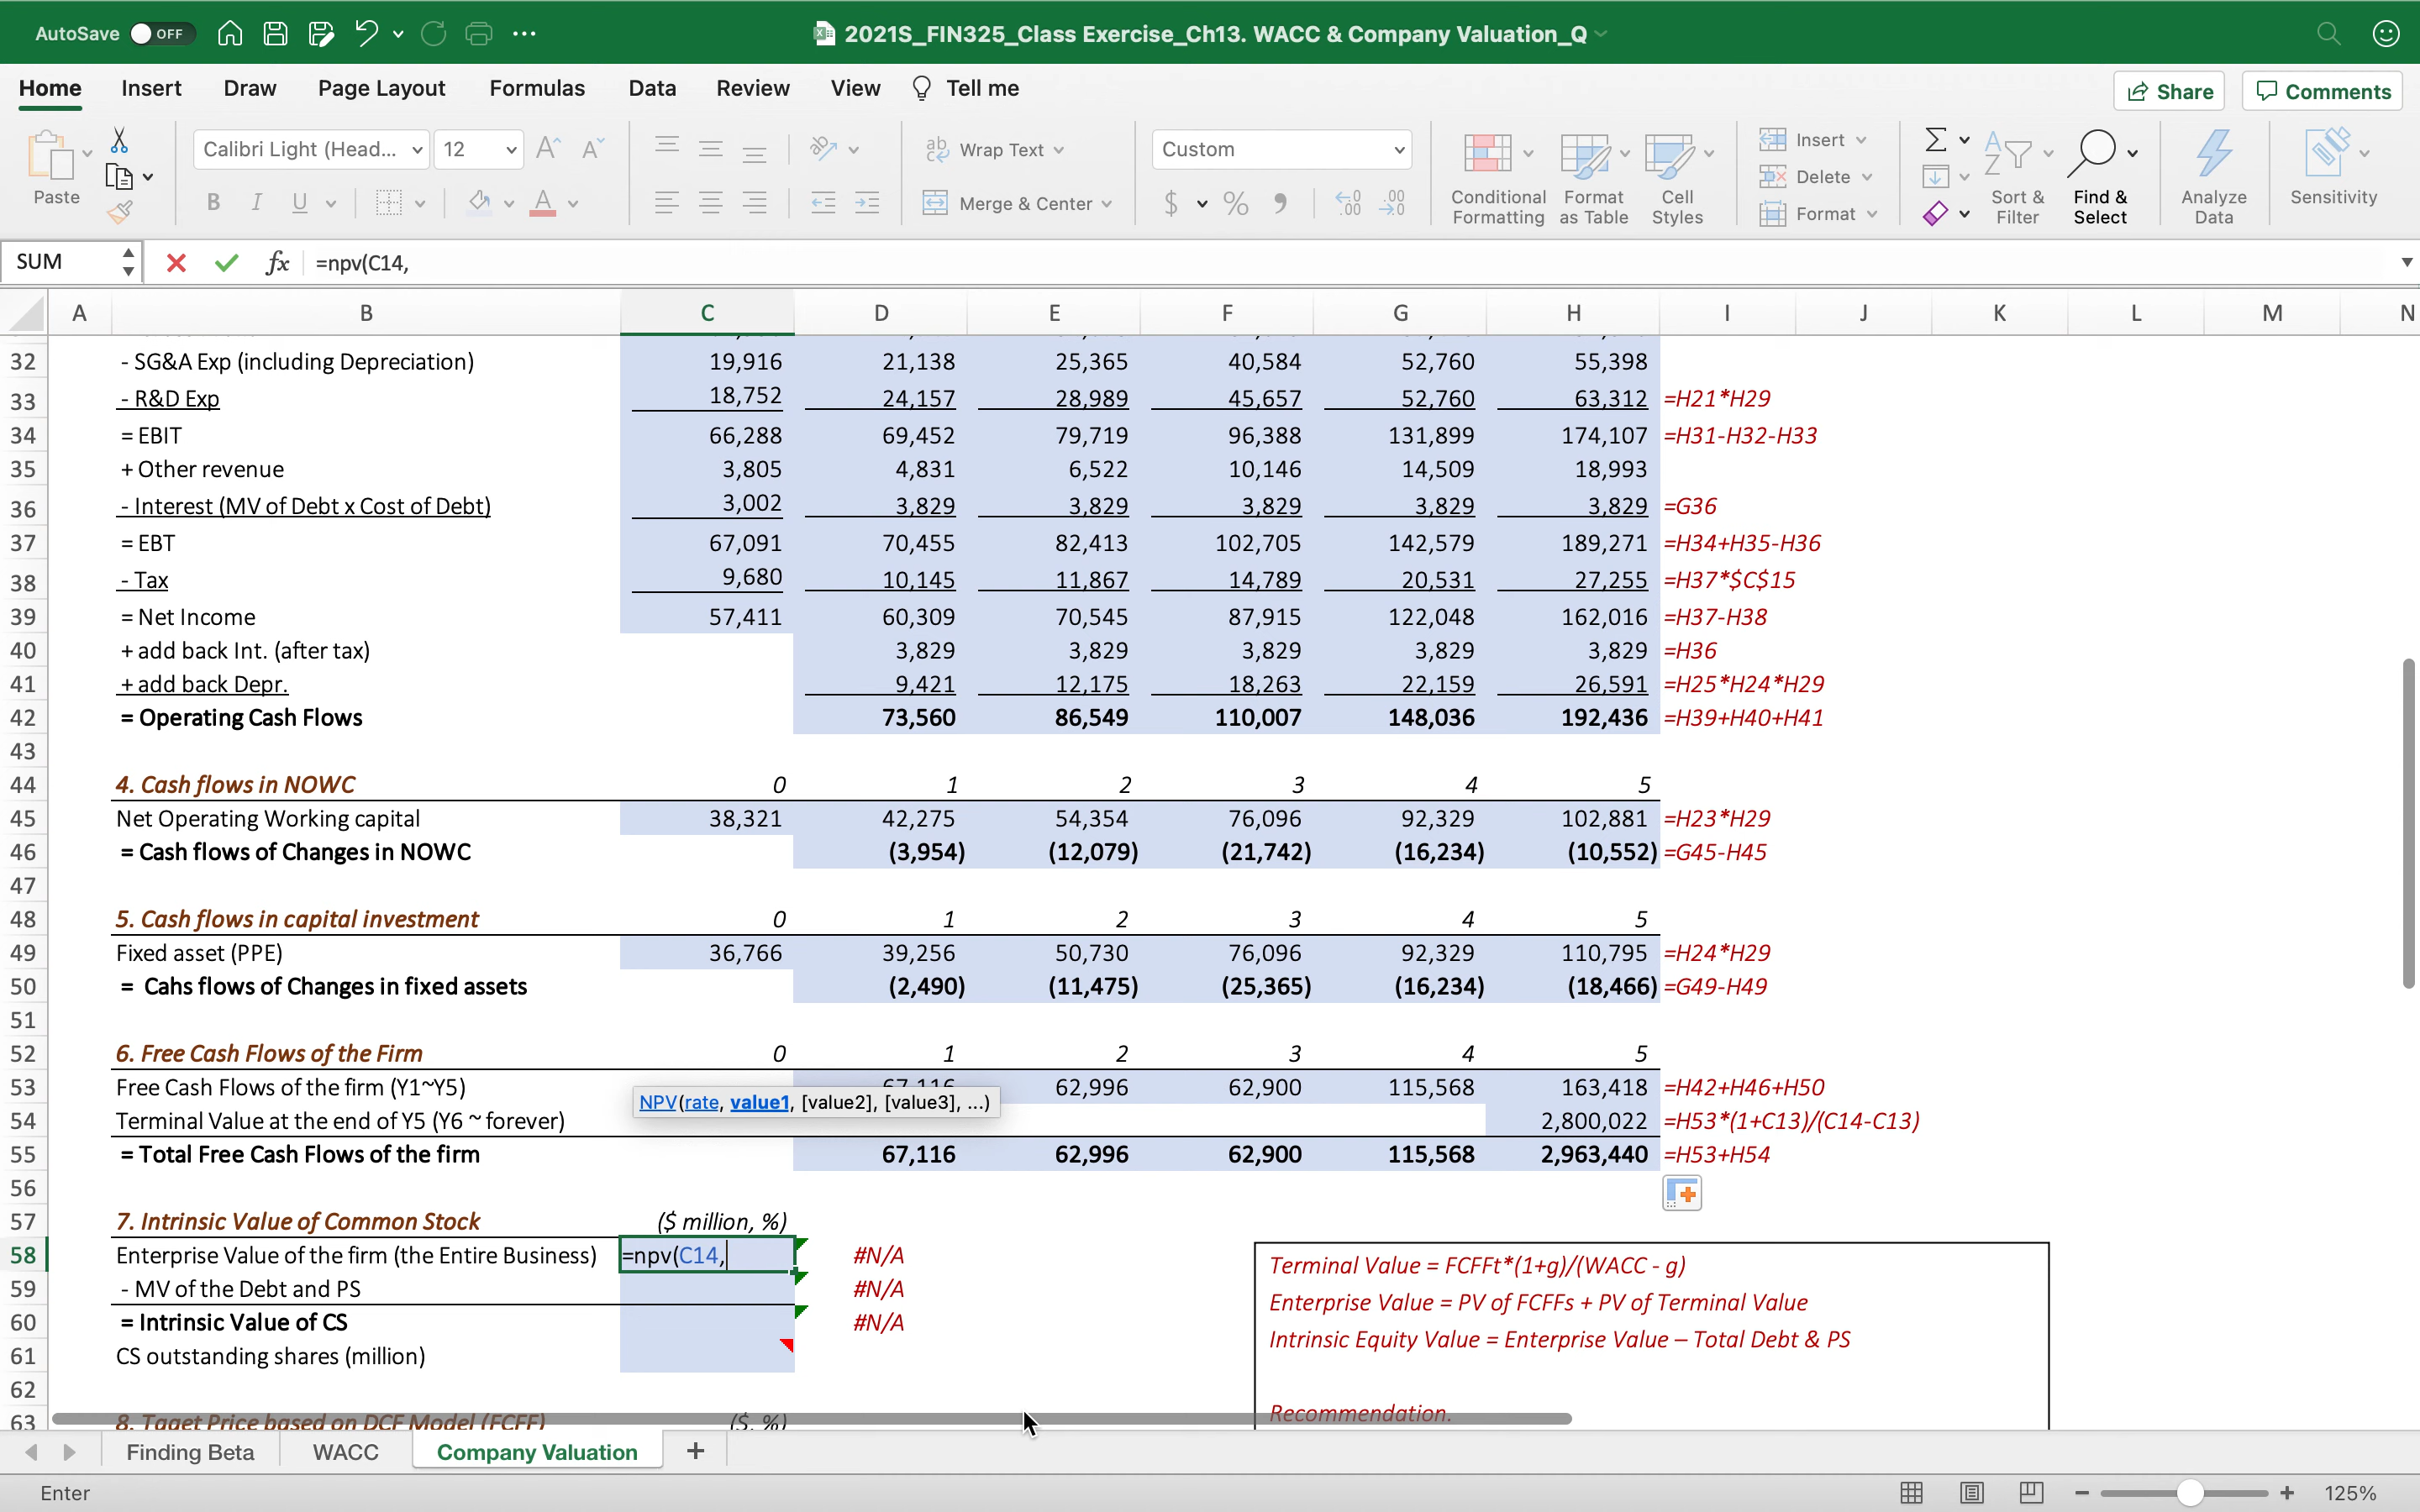 AutoSave OFF 2021S_FIN325_Class Exercise_Ch13. WACC & Company Valuation_Q
Home Insert Draw Page Layout Formulas Data Review View Tell me Share Comments
Paste Calibri Light (Head... 12 Wrap Text Custom Conditional Formatting Format as Table Cell Styles Insert Sort & Filter Find & Select Analyze Data Sensitivity
B I U Merge & Center $ % Delete
Format
SUM fx =npv(C14,
A B C D E F G H I J K L M N
32 - SG&A Exp (including Depreciation) 19,916 21,138 25,365 40,584 52,760 55,398
33 - R&D Exp 18,752 24,157 28,989 45,657 52,760 63,312 =H21*H29
34 = EBIT 66,288 69,452 79,719 96,388 131,899 174,107 =H31-H32-H33
35 + Other revenue 3,805 4,831 6,522 10,146 14,509 18,993
36 - Interest (MV of Debt x Cost of Debt) 3,002 3,829 3,829 3,829 3,829 3,829 =G36
37 = EBT 67,091 70,455 82,413 102,705 142,579 189,271 =H34+H35-H36
38 - Tax 9,680 10,145 11,867 14,789 20,531 27,255 =H37*$C$15
39 = Net Income 57,411 60,309 70,545 87,915 122,048 162,016 =H37-H38
40 + add back Int. (after tax) 3,829 3,829 3,829 3,829 3,829 =H36
41 + add back Depr. 9,421 12,175 18,263 22,159 26,591 =H25*H24*H29
42 = Operating Cash Flows 73,560 86,549 110,007 148,036 192,436 =H39+H40+H41
43
44 4. Cash flows in NOWC 0 1 2 3 4 5
45 Net Operating Working capital 38,321 42,275 54,354 76,096 92,329 102,881 =H23*H29
46 = Cash flows of Changes in NOWC (3,954) (12,079) (21,742) (16,234) (10,552) =G45-H45
47
48 5. Cash flows in capital investment 0 1 2 3 4 5
49 Fixed asset (PPE) 36,766 39,256 50,730 76,096 92,329 110,795 =H24*H29
50 = Cahs flows of Changes in fixed assets (2,490) (11,475) (25,365) (16,234) (18,466) =G49-H49
51
52 6. Free Cash Flows of the Firm 0 1 2 3 4 5
53 Free Cash Flows of the firm (Y1~Y5) 67,116 62,996 62,900 115,568 163,418 =H42+H46+H50
NPV(rate, value1, [value2], [value3], ...)
54 Terminal Value at the end of Y5 (Y6 ~ forever) 2,800,022 =H53*(1+C13)/(C14-C13)
55 = Total Free Cash Flows of the firm 67,116 62,996 62,900 115,568 2,963,440 =H53+H54
56
57 7. Intrinsic Value of Common Stock ($ million, %)
58 Enterprise Value of the firm (the Entire Business) =npv(C14, #N/A Terminal Value = FCFFt*(1+g)/(WACC - g)
59 - MV of the Debt and PS #N/A Enterprise Value = PV of FCFFs + PV of Terminal Value
60 = Intrinsic Value of CS #N/A Intrinsic Equity Value = Enterprise Value – Total Debt & PS
61 CS outstanding shares (million)
62
63 8. Taget Price based on DCF Model (FCFF) ($, %) Recommendation.
Finding Beta WACC Company Valuation +
Enter 125%